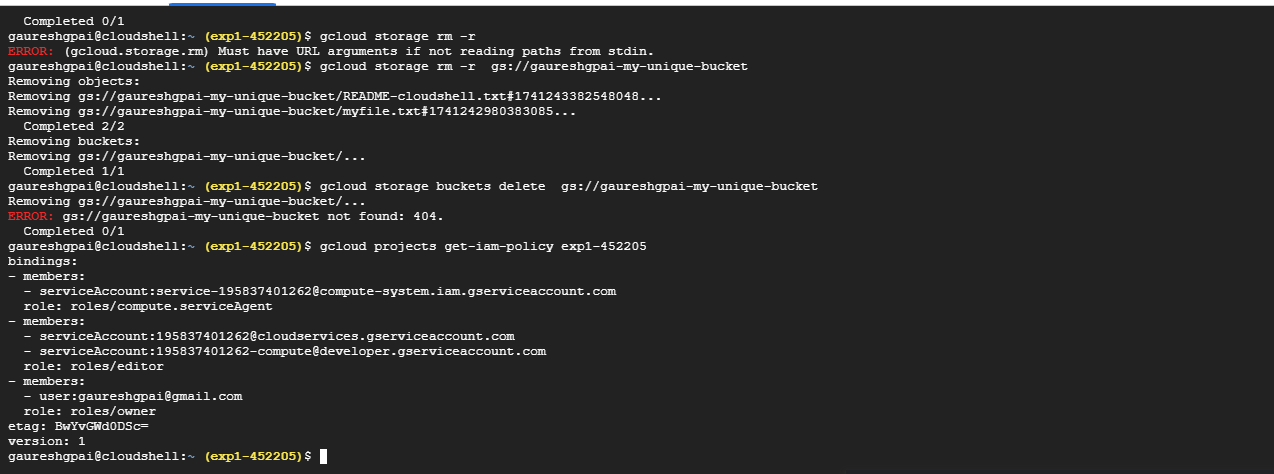 Completed 0/1
gaureshgpai@cloudshell:~ (exp1-452205)$ gcloud storage rm -r
ERROR: (gcloud.storage.rm) Must have URL arguments if not reading paths from stdin.
gaureshgpai@cloudshell:~ (exp1-452205)$ gcloud storage rm -r  gs://gaureshgpai-my-unique-bucket
Removing objects:
Removing gs://gaureshgpai-my-unique-bucket/README-cloudshell.txt#1741243382548048...
Removing gs://gaureshgpai-my-unique-bucket/myfile.txt#1741242980383085...
  Completed 2/2
Removing buckets:
Removing gs://gaureshgpai-my-unique-bucket/...
  Completed 1/1
gaureshgpai@cloudshell:~ (exp1-452205)$ gcloud storage buckets delete  gs://gaureshgpai-my-unique-bucket
Removing gs://gaureshgpai-my-unique-bucket/...
ERROR: gs://gaureshgpai-my-unique-bucket not found: 404.
  Completed 0/1
gaureshgpai@cloudshell:~ (exp1-452205)$ gcloud projects get-iam-policy exp1-452205
bindings:
- members:
  - serviceAccount:service-195837401262@compute-system.iam.gserviceaccount.com
  role: roles/compute.serviceAgent
- members:
  - serviceAccount:195837401262@cloudservices.gserviceaccount.com
  - serviceAccount:195837401262-compute@developer.gserviceaccount.com
  role: roles/editor
- members:
  - user:gaureshgpai@gmail.com
  role: roles/owner
etag: BwYvGWd0DSc=
version: 1
gaureshgpai@cloudshell:~ (exp1-452205)$